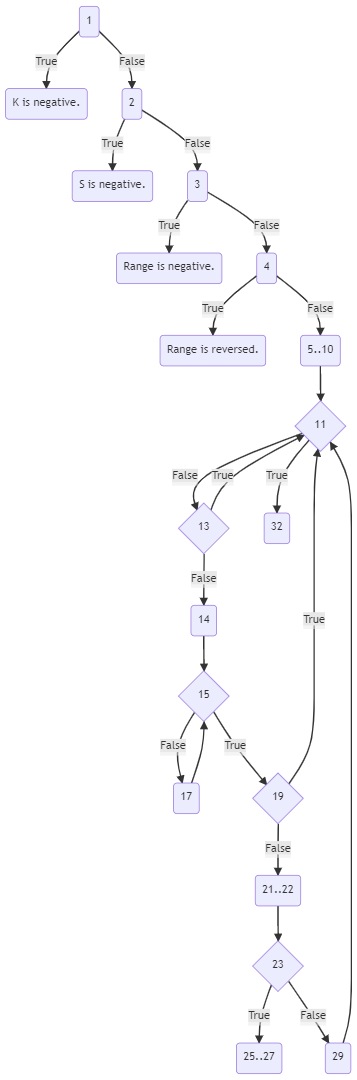 1
True
False
K is negative.
2
True
False
S is negative.
3
True
False
Range is negative.
4
True
False
Range is reversed.
5..10
11
False
True
True
13
32
False
14
True
15
False
True
17
19
False
21..22
23
True
False
25..27
29